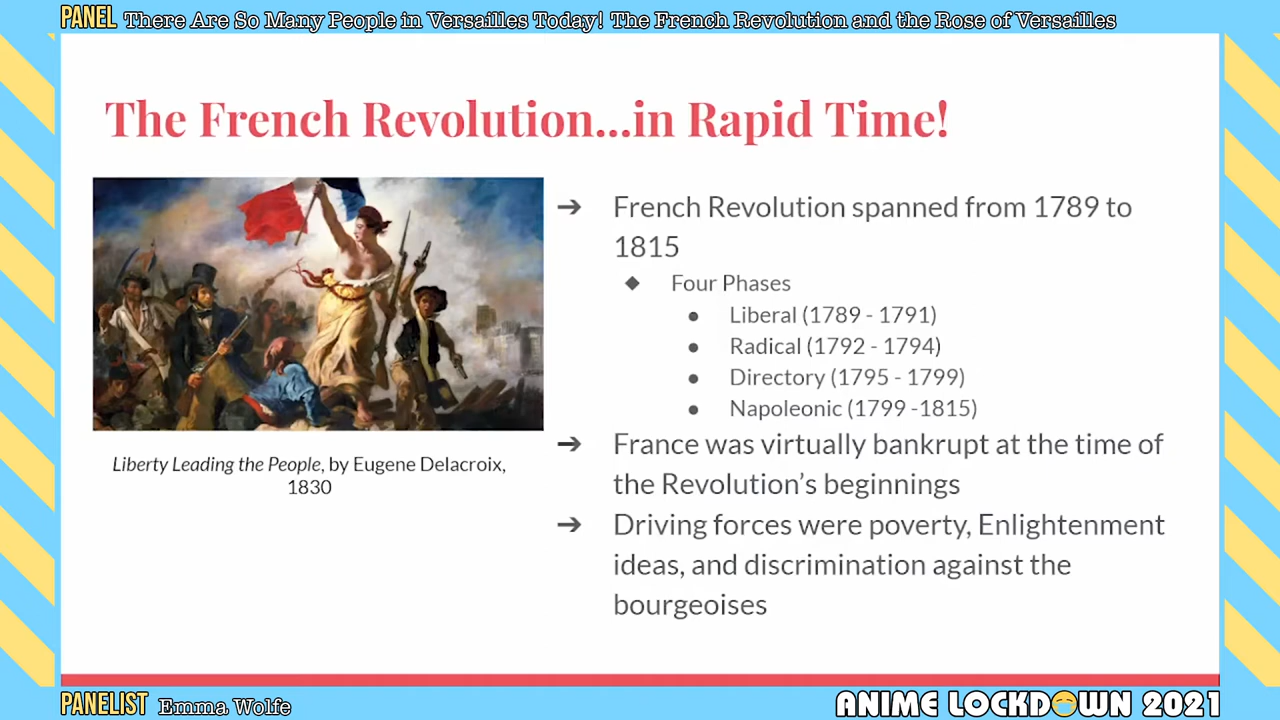 PANEL There Are So Many People in Versailles Today! The French Revolution and the Rose of Versailles
The French Revolution...in Rapid Time!
Liberty Leading the People, by Eugene Delacroix,
1830
➔ French Revolution spanned from 1789 to
1815
◆ Four Phases
● Liberal (1789 - 1791)
● Radical (1792 - 1794)
● Directory (1795 - 1799)
● Napoleonic (1799 -1815)
➔ France was virtually bankrupt at the time of
the Revolution's beginnings
➔ Driving forces were poverty, Enlightenment
ideas, and discrimination against the
bourgeoises
PANELIST Emma Wolfe
ANIME LOCKDOWN 2021